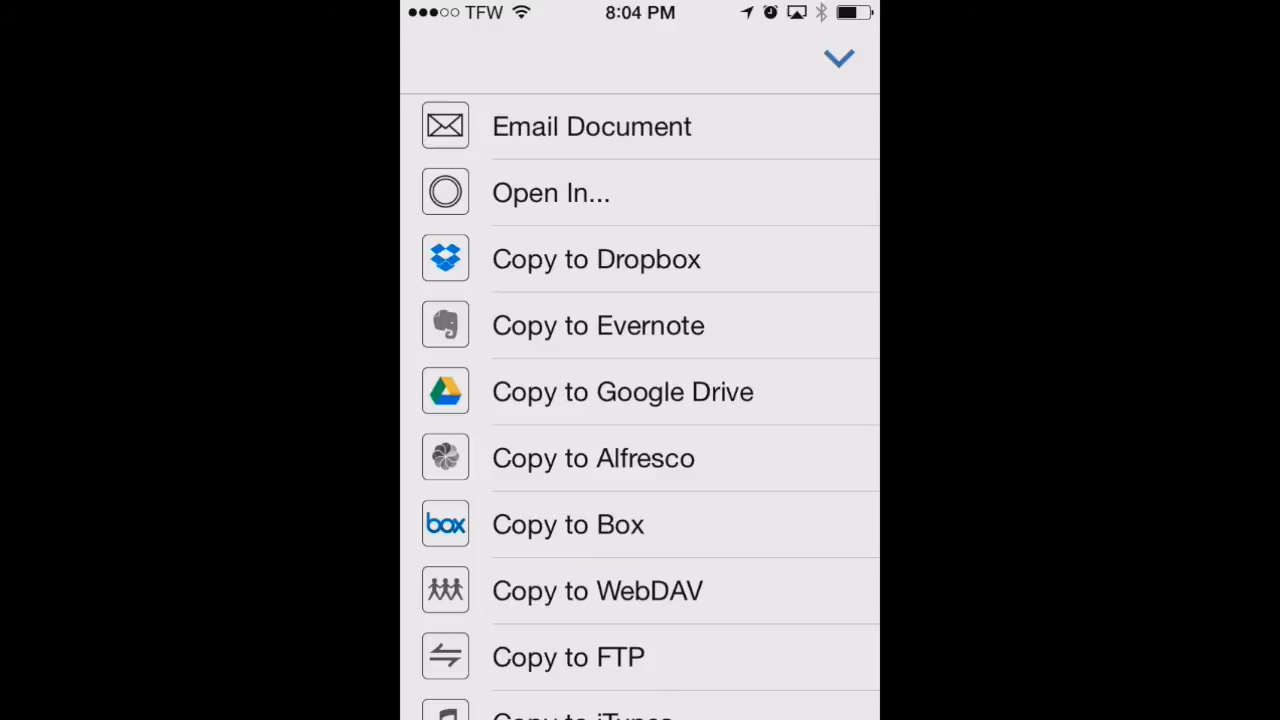 TFW 8:04 PM
Email Document
Open In...
Copy to Dropbox
Copy to Evernote
Copy to Google Drive
Copy to Alfresco
box Copy to Box
Copy to WebDAV
Copy to FTP
Copy to iTunes